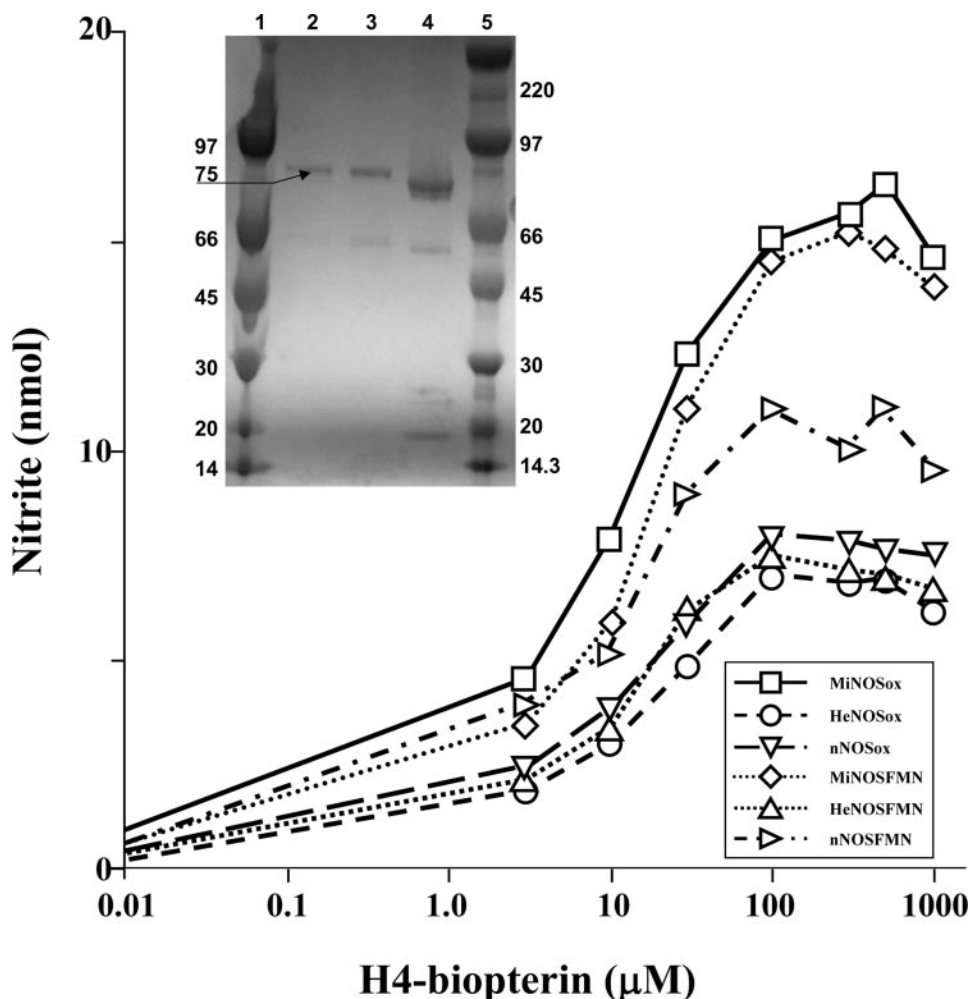 20
1 2 3 4 5
97
75
66
45
30
20
14
220
97
66
45
30
20
14.3
10
0
Nitrite (nmol)
MiNOSox
HeNOSox
nNOSox
MiNOSFMN
HeNOSFMN
nNOSFMN
0.01 0.1 1.0 10 100 1000
H4-biopterin (μM)